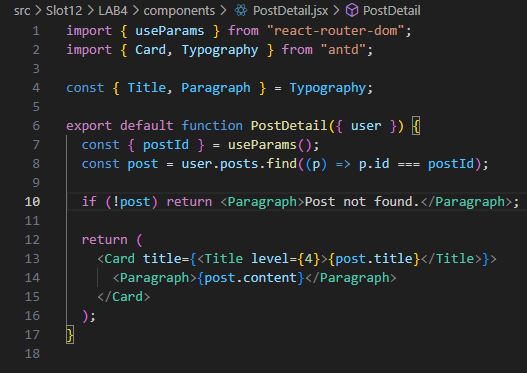 src > Slot12 > LAB4 > components > PostDetail.jsx > PostDetail
1 import { useParams } from "react-router-dom";
2 import { Card, Typography } from "antd";
3
4 const { Title, Paragraph } = Typography;
5
6 export default function PostDetail({ user }) {
7   const { postId } = useParams();
8   const post = user.posts.find((p) => p.id === postId);
9
10   if (!post) return <Paragraph>Post not found.</Paragraph>;
11
12   return (
13     <Card title={<Title level={4}>{post.title}</Title>}>
14       <Paragraph>{post.content}</Paragraph>
15     </Card>
16   );
17 }
18